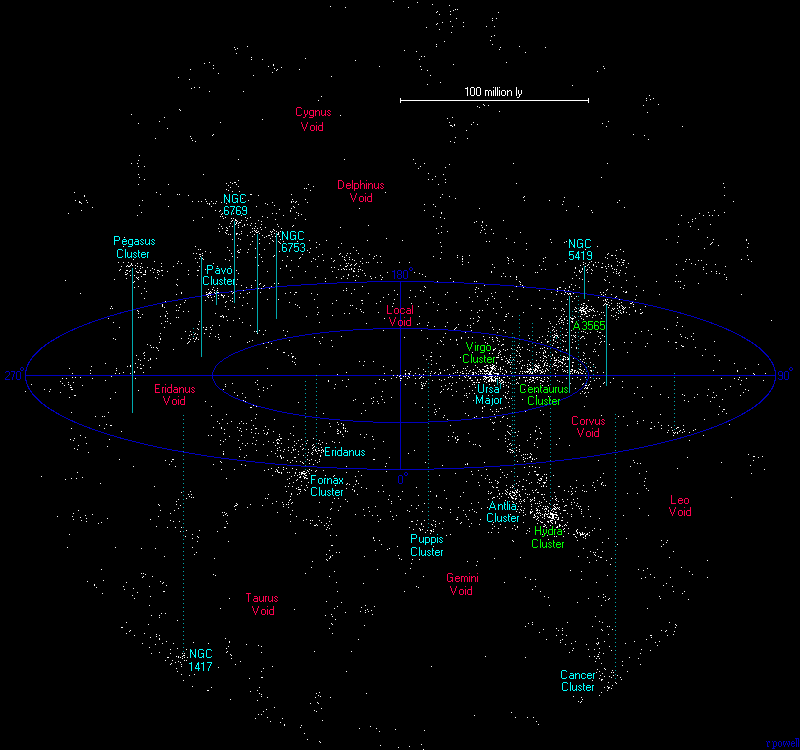 100 million ly
Cygnus
Void
Delphinus
Void
NGC
6769
NGC
6753
Pegasus
Cluster
NGC
5419
Pavo
Cluster
180°
Local
Void
A3565
Virgo
Cluster
270°
90°
Eridanus
Void
Ursa
Major
Centaurus
Cluster
Corvus
Void
Eridanus
0°
Fornax
Cluster
Antlia
Cluster
Leo
Void
Hydra
Cluster
Puppis
Cluster
Gemini
Void
Taurus
Void
NGC
1417
Cancer
Cluster